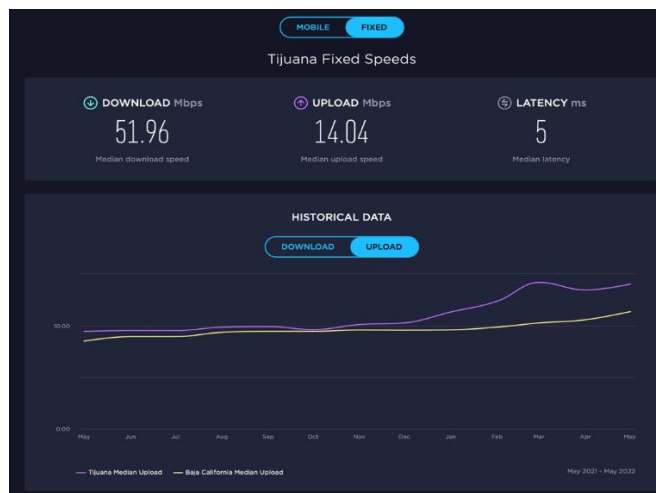 MOBILE FIXED
Tijuana Fixed Speeds
DOWNLOAD Mbps UPLOAD Mbps LATENCY ms
51.96 14.04 5
Median download speed Median upload speed Median latency
HISTORICAL DATA
DOWNLOAD UPLOAD
10.00
0.00
May Jun Jul Aug Sep Oct Nov Dec Jan Feb Mar Apr May
Tijuana Median Upload Baja California Median Upload May 2021 - May 2022